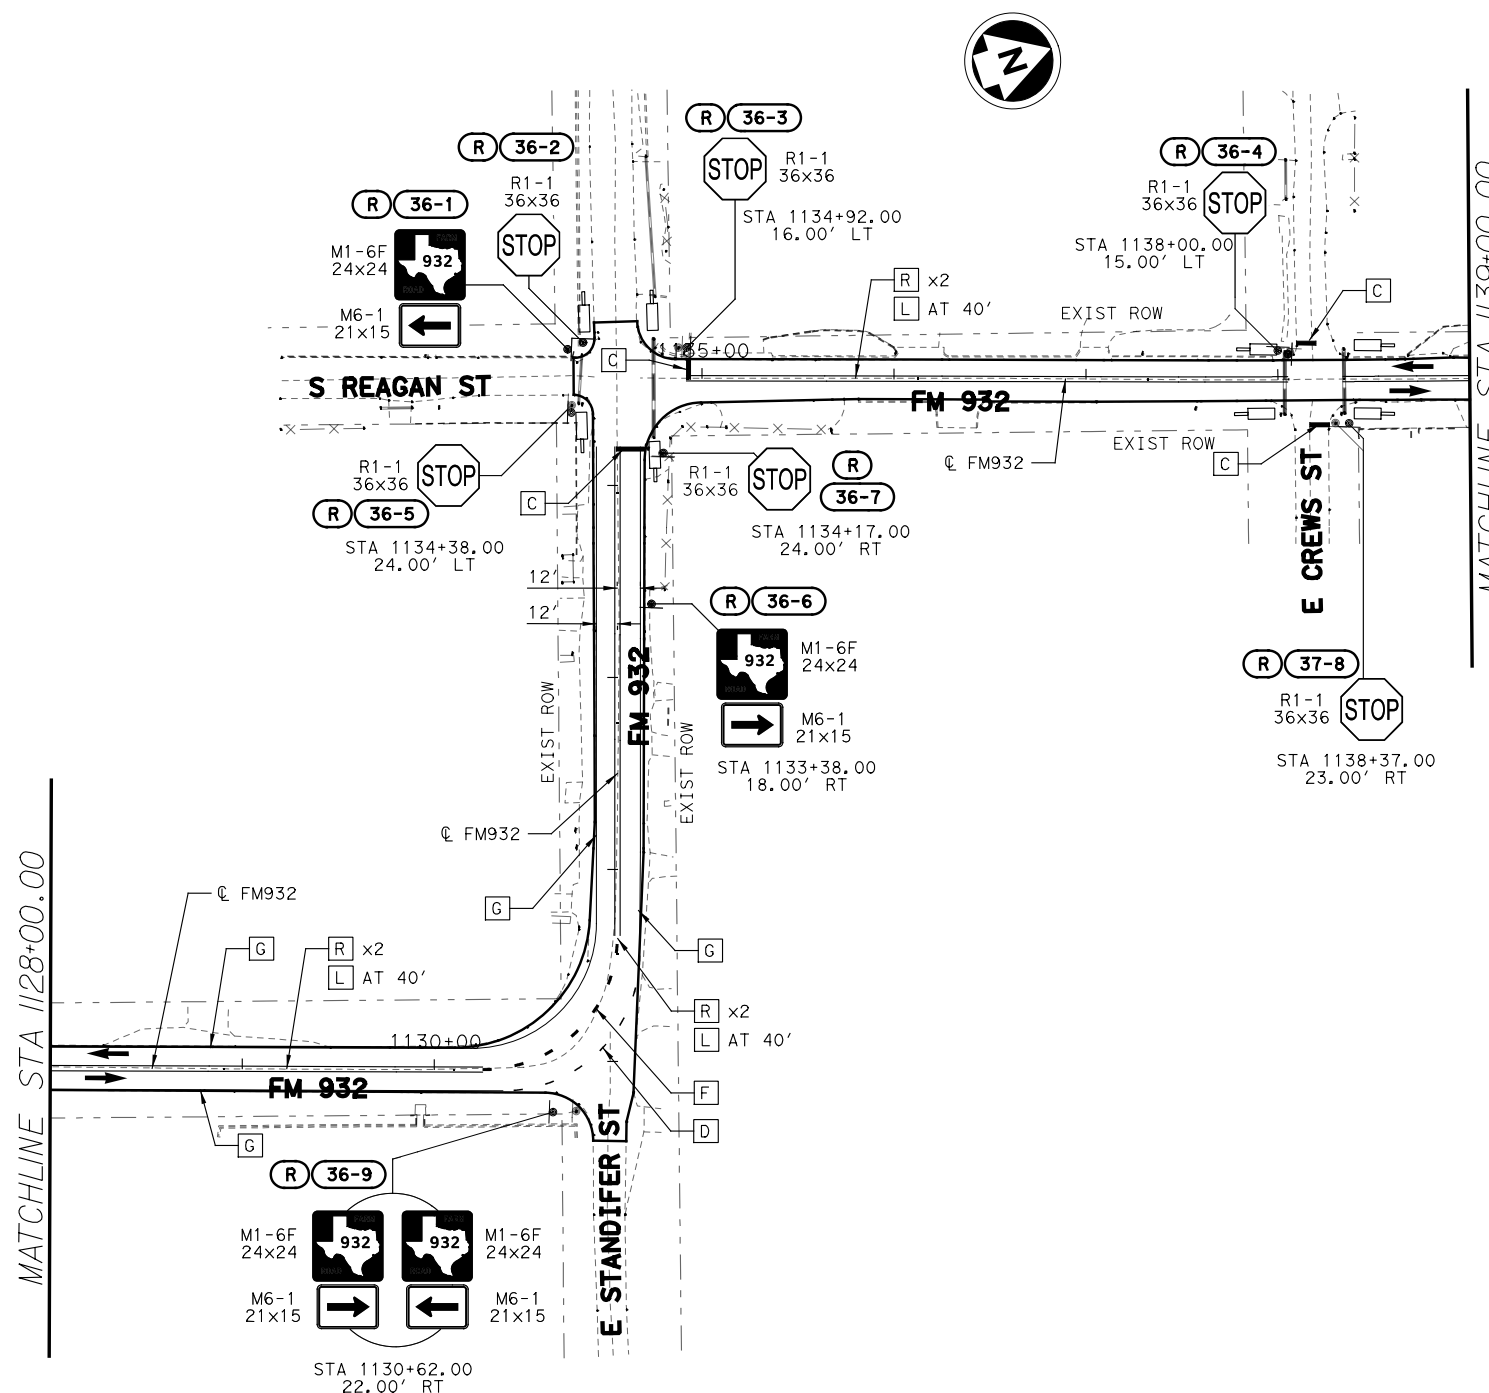 N
R 36-3
STOP
R1-1
36x36
STA 1134+92.00
16.00' LT
R 36-2
R1-1
36x36
STOP
R 36-1
M1-6F
24x24
932
M6-1
21x15
R 36-4
R1-1
36x36
STOP
STA 1138+00.00
15.00' LT
C
R x2
L AT 40'
EXIST ROW
C
35+00
S REAGAN ST
FM 932
EXIST ROW
℄ FM932
C
MATCHLINE STA 1139+00.00
E CREWS ST
R1-1
36x36
STOP
R 36-5
STA 1134+38.00
24.00' LT
C
R1-1
36x36
STOP
R
36-7
STA 1134+17.00
24.00' RT
12'
12'
R 36-6
932
M1-6F
24x24
M6-1
21x15
STA 1133+38.00
18.00' RT
FM 932
EXIST ROW
EXIST ROW
R 37-8
R1-1
36x36
STOP
STA 1138+37.00
23.00' RT
℄ FM932
G
MATCHLINE STA 1128+00.00
℄ FM932
G
R x2
L AT 40'
G
1130+00
R x2
L AT 40'
FM 932
F
D
G
E STANDIFER ST
R 36-9
M1-6F
24x24
932
932
M1-6F
24x24
M6-1
21x15
M6-1
21x15
STA 1130+62.00
22.00' RT